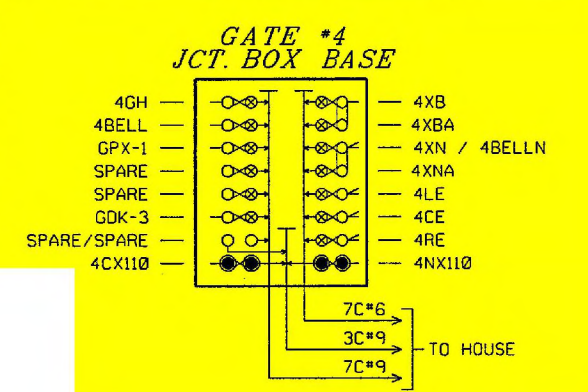 GATE #4
JCT. BOX BASE
4GH
4BELL
GPX-1
SPARE
SPARE
GDK-3
SPARE/SPARE
4CX110
4XB
4XBA
4XN / 4BELLN
4XNA
4LE
4CE
4RE
4NX110
7C#6
3C#9
7C#9
TO HOUSE